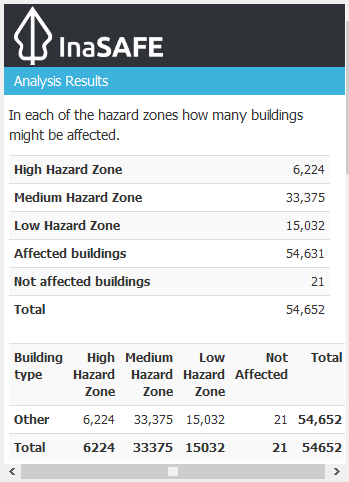 InaSAFE
Analysis Results
In each of the hazard zones how many buildings
might be affected.
High Hazard Zone 6,224
Medium Hazard Zone 33,375
Low Hazard Zone 15,032
Affected buildings 54,631
Not affected buildings 21
Total 54,652
Building High Medium Low Not Total
type Hazard Hazard Hazard Affected
Zone Zone Zone
Other 6,224 33,375 15,032 21 54,652
Total 6224 33375 15032 21 54652